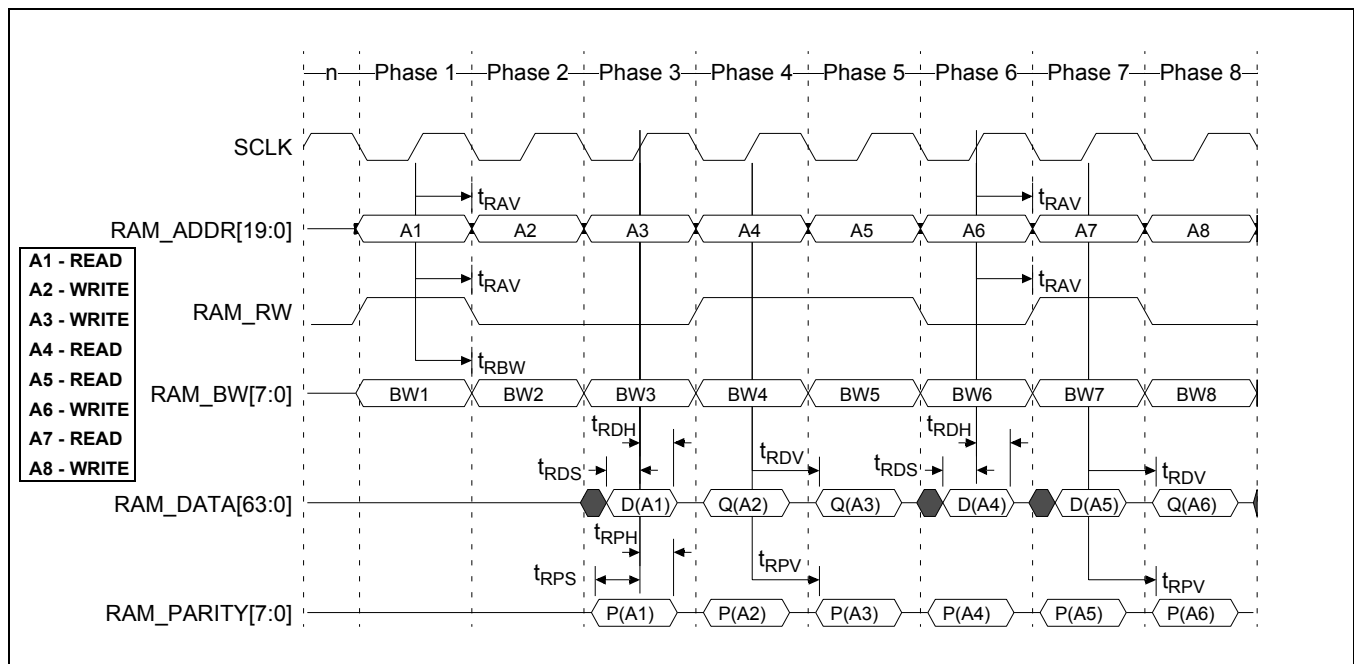 n Phase 1 Phase 2 Phase 3 Phase 4 Phase 5 Phase 6 Phase 7 Phase 8
SCLK
tRAV tRAV
RAM_ADDR[19:0] A1 A2 A3 A4 A5 A6 A7 A8
A1 - READ
A2 - WRITE
A3 - WRITE
A4 - READ
A5 - READ
A6 - WRITE
A7 - READ
A8 - WRITE
tRAV tRAV
RAM_RW
tRBW
RAM_BW[7:0] BW1 BW2 BW3 BW4 BW5 BW6 BW7 BW8
tRDH tRDH
tRDS tRDV tRDS tRDV
RAM_DATA[63:0] D(A1) Q(A2) Q(A3) D(A4) D(A5) Q(A6)
tRPH
tRPS tRPV tRPV
RAM_PARITY[7:0] P(A1) P(A2) P(A3) P(A4) P(A5) P(A6)